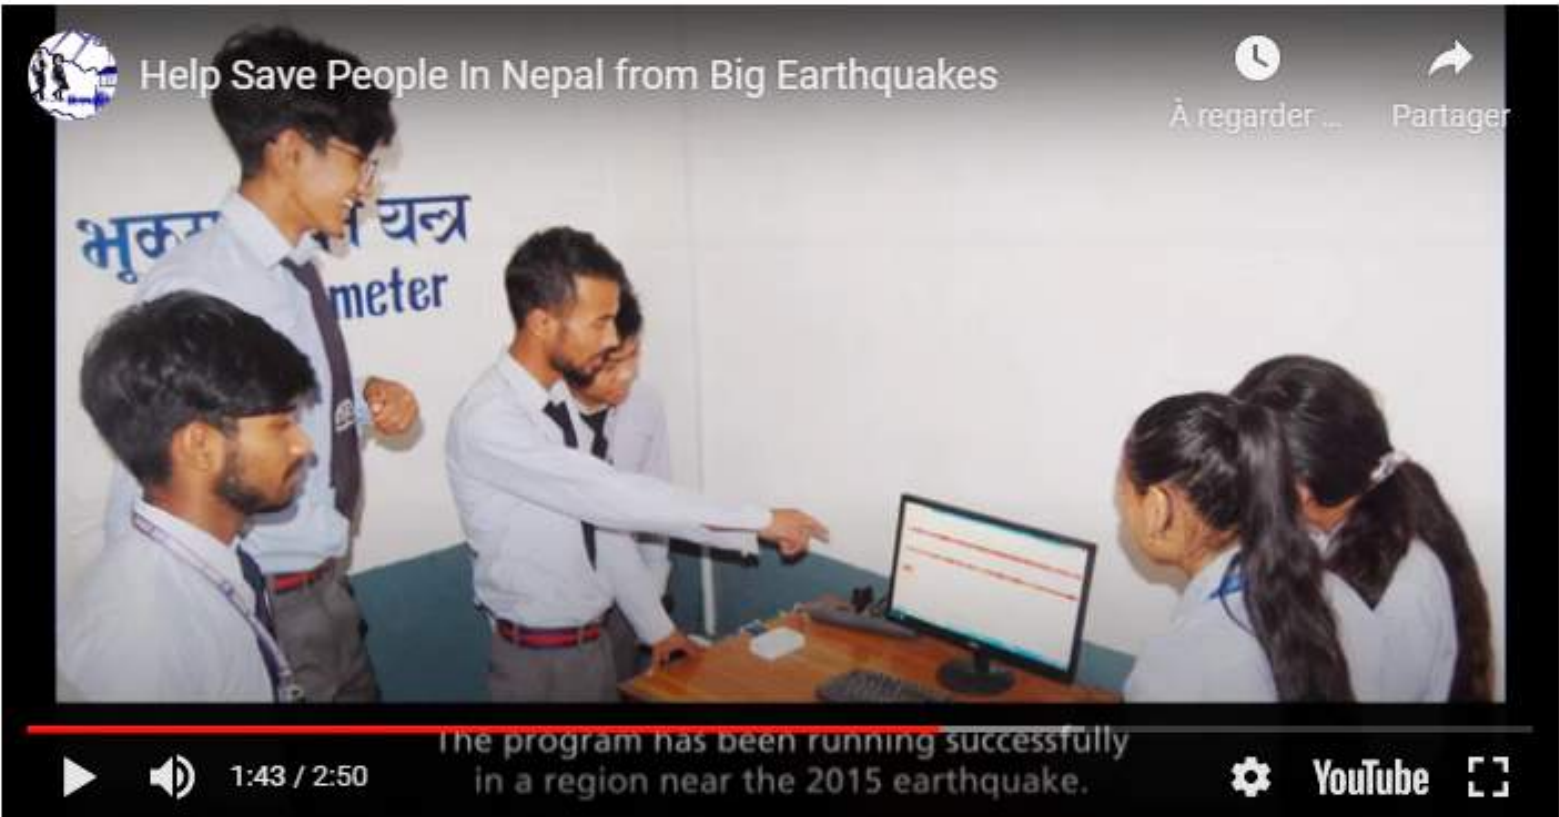 Help Save People In Nepal from Big Earthquakes
À regarder ...
Partager
यन्त्र
meter
The program has been running successfully
in a region near the 2015 earthquake.
1:43 / 2:50
YouTube